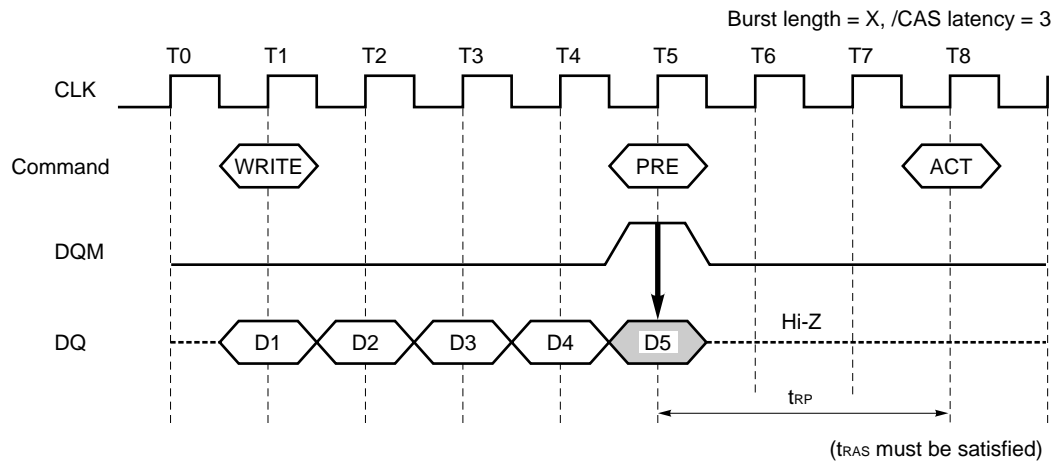 Burst length = X, /CAS latency = 3
T0 T1 T2 T3 T4 T5 T6 T7 T8
CLK
Command WRITE PRE ACT
DQM
Hi-Z
DQ D1 D2 D3 D4 D5
tRP
(tRAS must be satisfied)